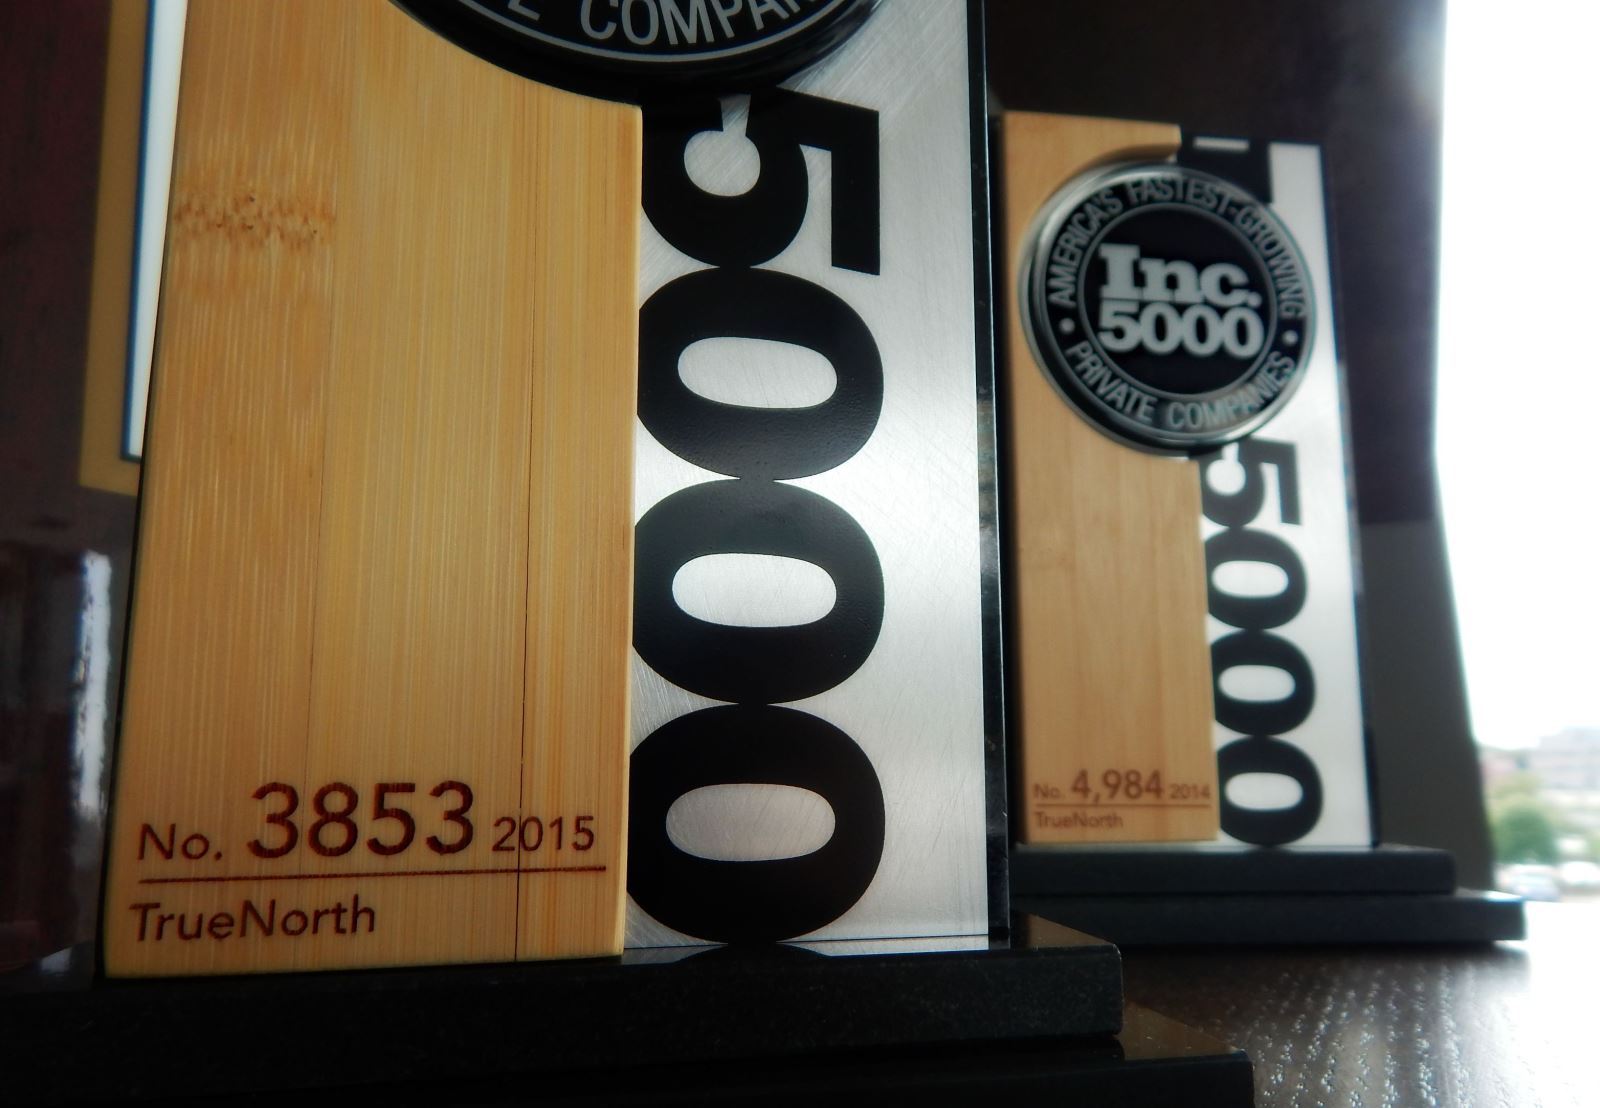 COMPAN
5000
No. 3853 2015
TrueNorth
AMERICA'S FASTEST-GROWING
Inc.
5000
PRIVATE COMPANIES
5000
No. 4,984 2014
TrueNorth